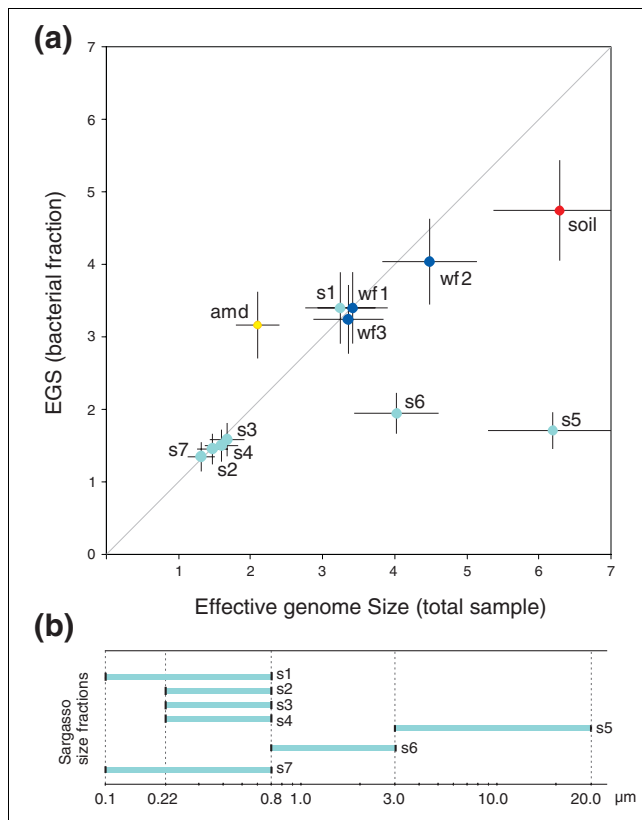 (a)
7
6
5
4
3
2
1
0
EGS (bacterial fraction)
soil
wf2
s1
wf1
wf3
amd
s6
s5
s3
s7
s4
s2
1 2 3 4 5 6 7
Effective genome Size (total sample)
(b)
Sargasso
size fractions
s1
s2
s3
s4
s5
s6
s7
0.1 0.22 0.8 1.0 3.0 10.0 20.0 µm